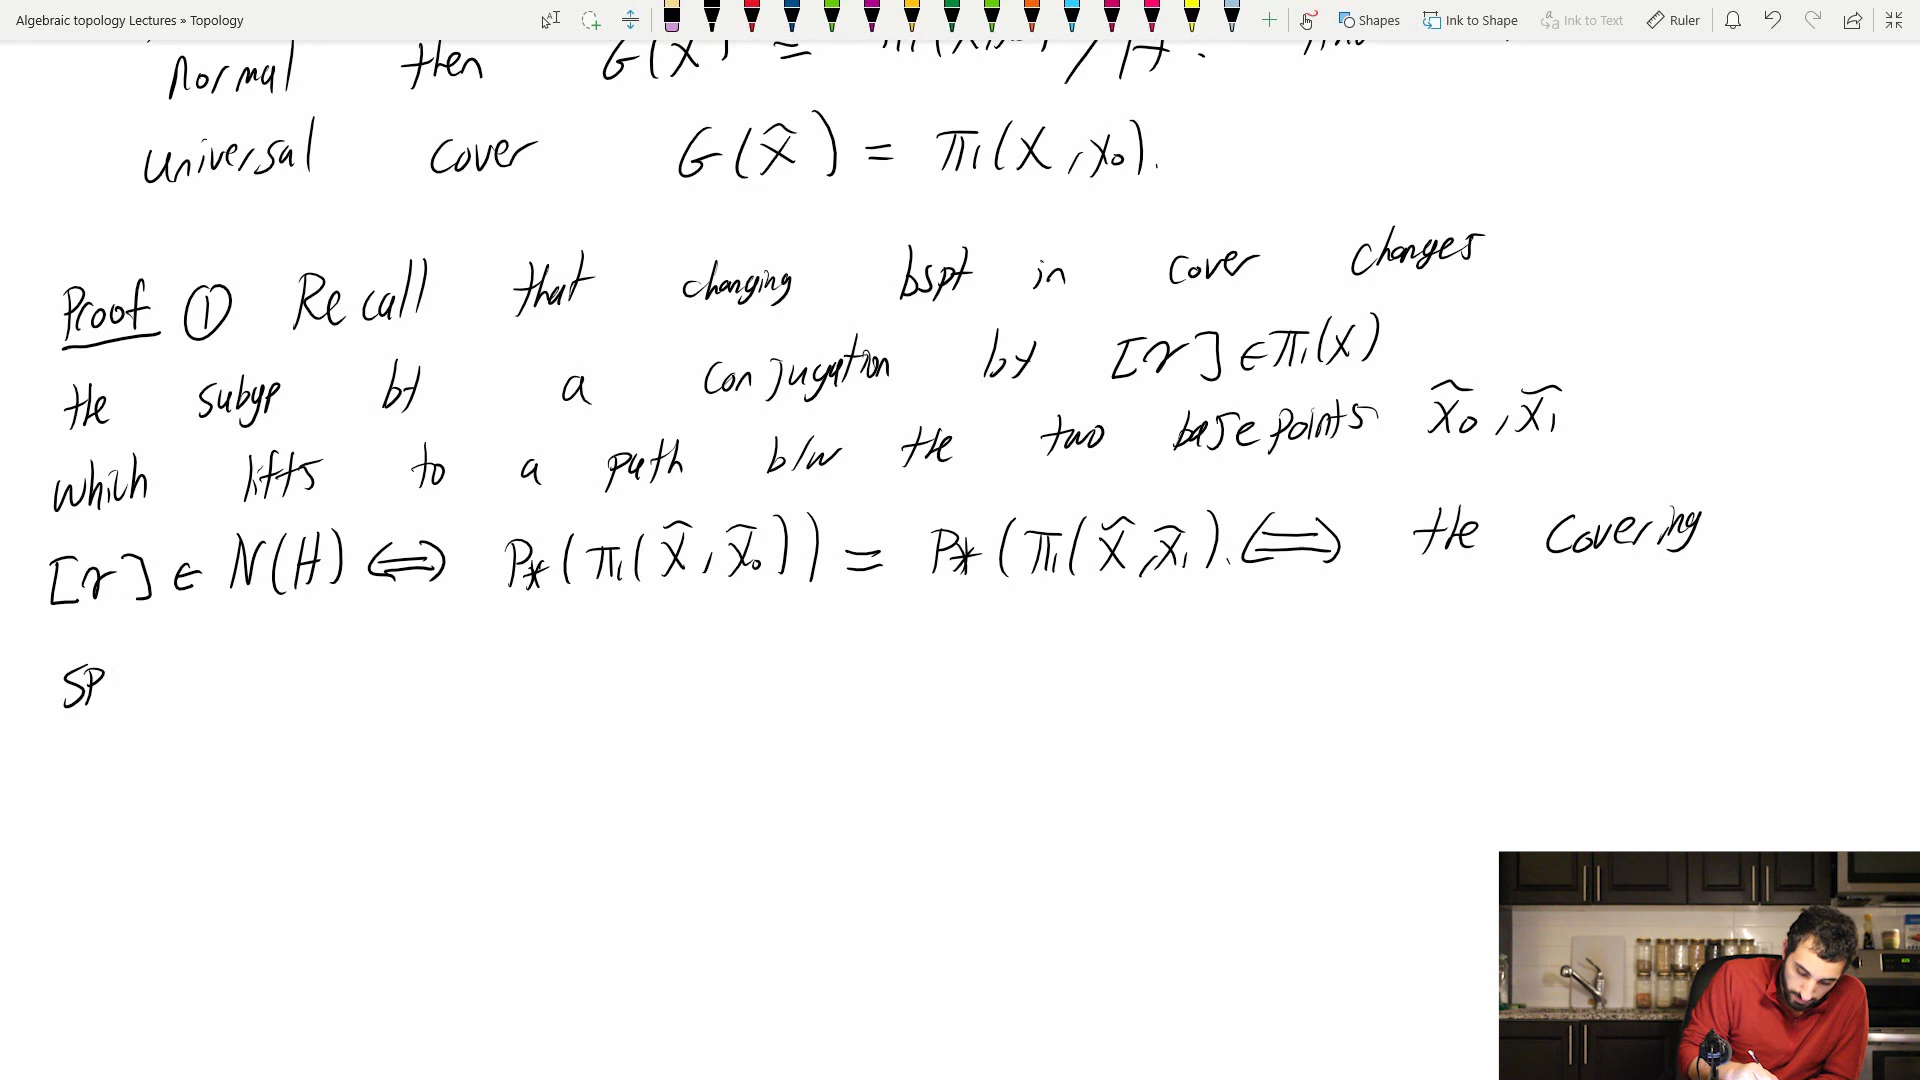 Algebraic topology Lectures » Topology
Shapes Ink to Shape Ink to Text Ruler
normal then G(X̃) ≅ π₁(X,x₀)/H.
universal cover G(X̃) = π₁(X,x₀).
Proof ① Recall that changing bspt in cover changes
the subgp by a conjugation by [γ] ∈ π₁(X)
which lifts to a path b/w the two basepoints x̃₀, x̃₁
[γ] ∈ N(H) ⟺ P*(π₁(X̃, x̃₀)) = P*(π₁(X̃, x̃₁). ⟺ the covering
SP